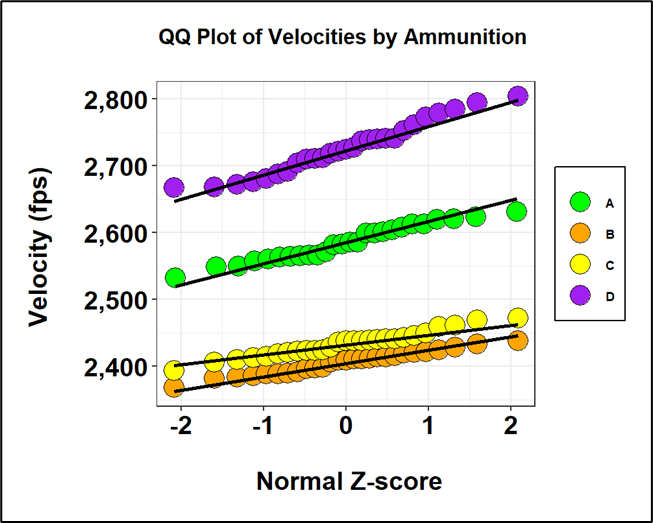 QQ Plot of Velocities by Ammunition
2,800
2,700
2,600
2,500
2,400
Velocity (fps)
-2 -1 0 1 2
Normal Z-score
A
B
C
D